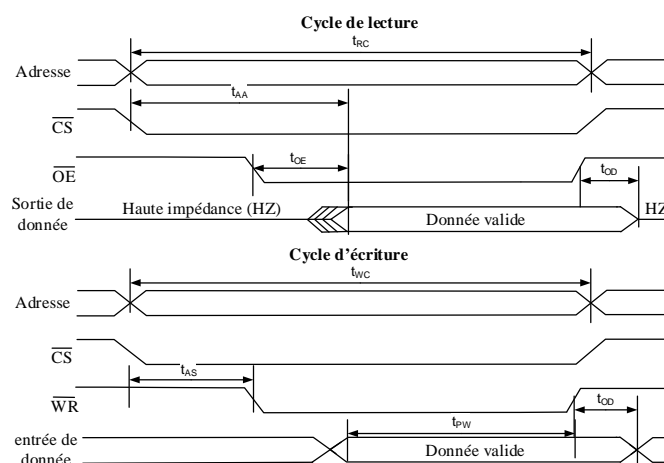 Cycle de lecture
tRC
Adresse
tAA
CS
tOE
OE
tOD
Sortie de
donnée
Haute impédance (HZ)
Donnée valide
HZ
Cycle d'écriture
tWC
Adresse
CS
tAS
WR
tPW
tOD
entrée de
donnée
Donnée valide